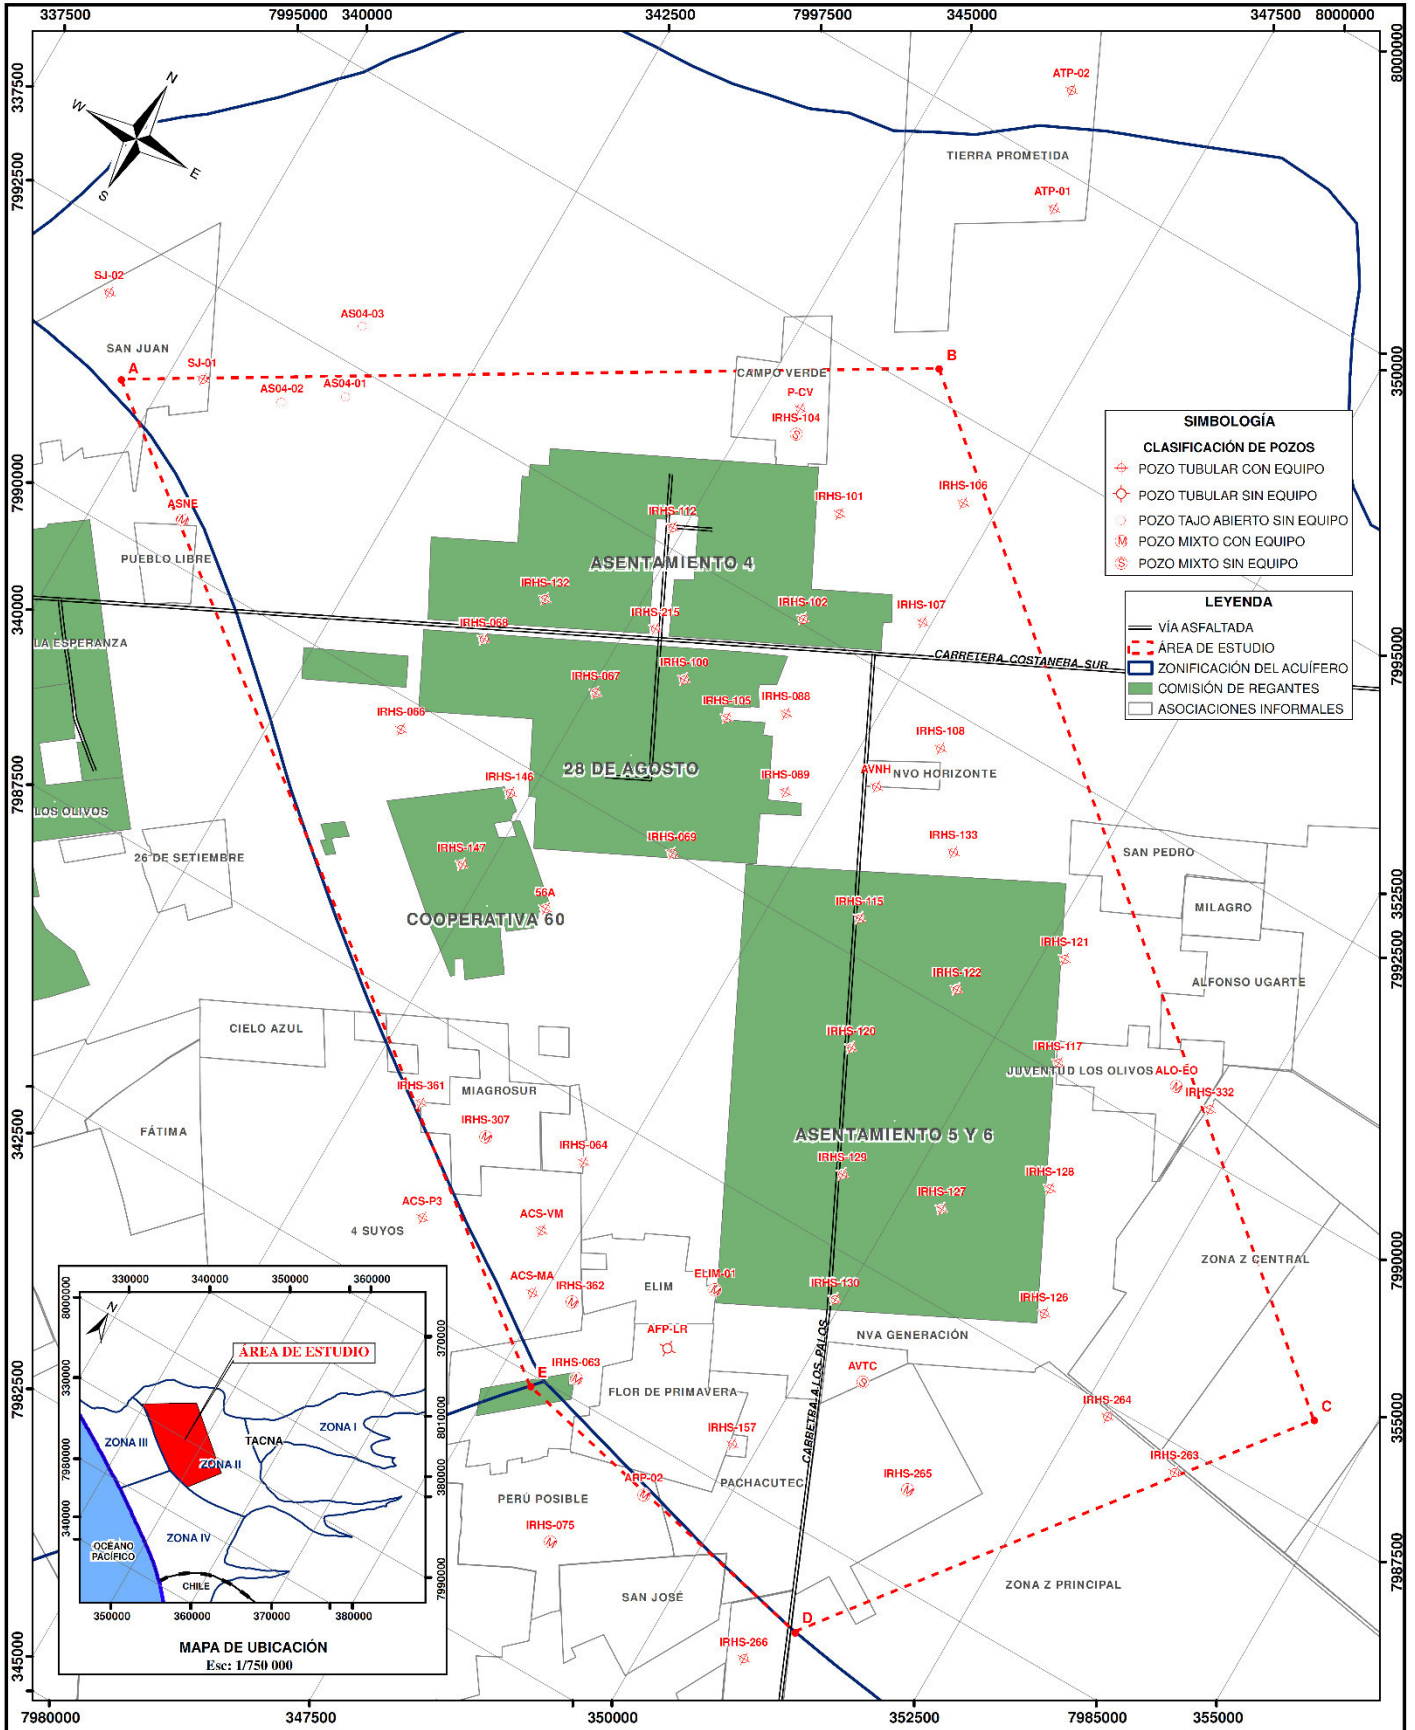 337500
7995000
340000
342500
7997500
345000
347500
8000000
337500
7992500
7990000
340000
7987500
342500
7982500
345000
8000000
350000
7995000
352500
7992500
7990000
355000
7987500
7980000
347500
350000
352500
7985000
355000
N
W
E
S
ATP-02
TIERRA PROMETIDA
ATP-01
SJ-02
AS04-03
SAN JUAN
SJ-01
A
AS04-02
AS04-01
B
CAMPO VERDE
P-CV
IRHS-104
SIMBOLOGÍA
CLASIFICACIÓN DE POZOS
POZO TUBULAR CON EQUIPO
POZO TUBULAR SIN EQUIPO
POZO TAJO ABIERTO SIN EQUIPO
M POZO MIXTO CON EQUIPO
S POZO MIXTO SIN EQUIPO
LEYENDA
VÍA ASFALTADA
ÁREA DE ESTUDIO
ZONIFICACIÓN DEL ACUÍFERO
COMISIÓN DE REGANTES
ASOCIACIONES INFORMALES
IRHS-106
IRHS-101
ASNE
M
IRHS-112
PUEBLO LIBRE
ASENTAMIENTO 4
IRHS-132
IRHS-102
IRHS-107
IRHS-215
IRHS-068
LA ESPERANZA
CARRETERA COSTANERA SUR
IRHS-100
IRHS-067
IRHS-105
IRHS-088
IRHS-066
IRHS-108
28 DE AGOSTO
AVNH
NVO HORIZONTE
IRHS-146
IRHS-089
LOS OLIVOS
26 DE SETIEMBRE
IRHS-147
IRHS-069
IRHS-133
SAN PEDRO
56A
COOPERATIVA 60
IRHS-115
MILAGRO
IRHS-121
ALFONSO UGARTE
IRHS-122
CIELO AZUL
IRHS-120
IRHS-117
JUVENTUD LOS OLIVOS
ALO-EO
M
IRHS-332
IRHS-361
MIAGROSUR
IRHS-307
M
FÁTIMA
IRHS-064
ASENTAMIENTO 5 Y 6
IRHS-129
IRHS-128
IRHS-127
ACS-P3
ACS-VM
4 SUYOS
ZONA Z CENTRAL
ACS-MA
IRHS-362
M
ELIM
ELIM-01
M
IRHS-130
IRHS-126
AFP-LR
NVA GENERACIÓN
IRHS-063
M
E
AVTC
S
FLOR DE PRIMAVERA
CARRETRA A LOS PALOS
IRHS-264
C
IRHS-157
IRHS-263
PACHACUTEC
ARP-02
M
IRHS-265
M
PERÚ POSIBLE
IRHS-075
M
SAN JOSÉ
ZONA Z PRINCIPAL
D
IRHS-266
330000
340000
350000
360000
8000000
3330000
7980000
340000
370000
8010000
380000
7990000
N
ÁREA DE ESTUDIO
ZONA I
TACNA
ZONA III
ZONA II
ZONA IV
OCÉANO
PACÍFICO
CHILE
350000
360000
370000
380000
MAPA DE UBICACIÓN
Esc: 1/750 000